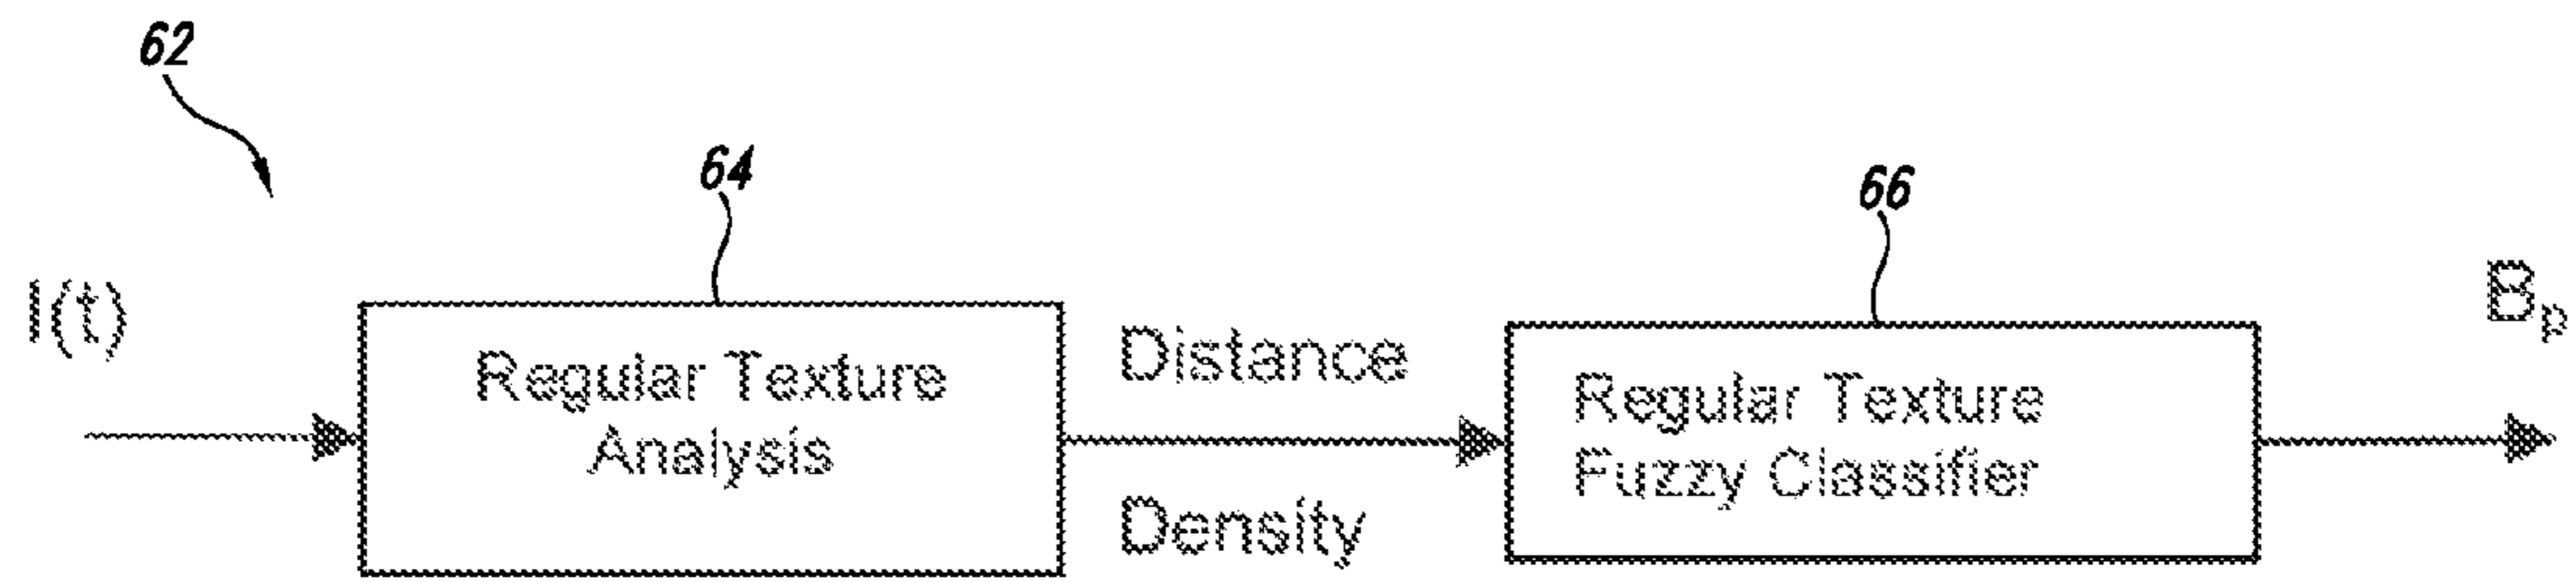 62
64
66
I(t)
Regular Texture
Analysis
Distance
Density
Regular Texture
Fuzzy Classifier
Bp